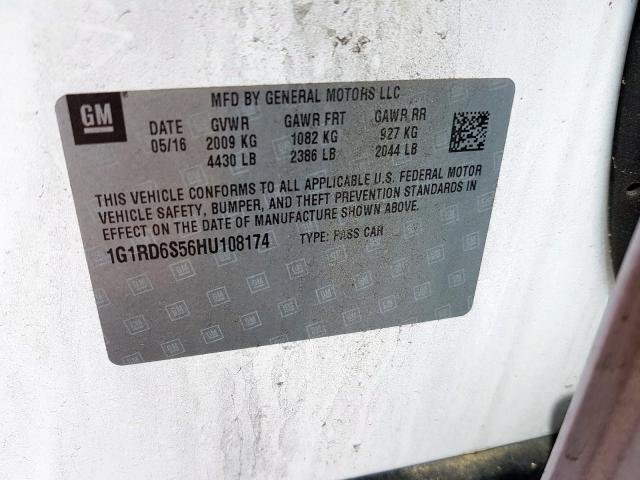 GM
MFD BY GENERAL MOTORS LLC
DATE GVWR GAWR FRT GAWR RR
05/16 2009 KG 1082 KG 927 KG
4430 LB 2386 LB 2044 LB
THIS VEHICLE CONFORMS TO ALL APPLICABLE U.S. FEDERAL MOTOR
VEHICLE SAFETY, BUMPER, AND THEFT PREVENTION STANDARDS IN
EFFECT ON THE DATE OF MANUFACTURE SHOWN ABOVE.
1G1RD6S56HU108174 TYPE: PASS CAR